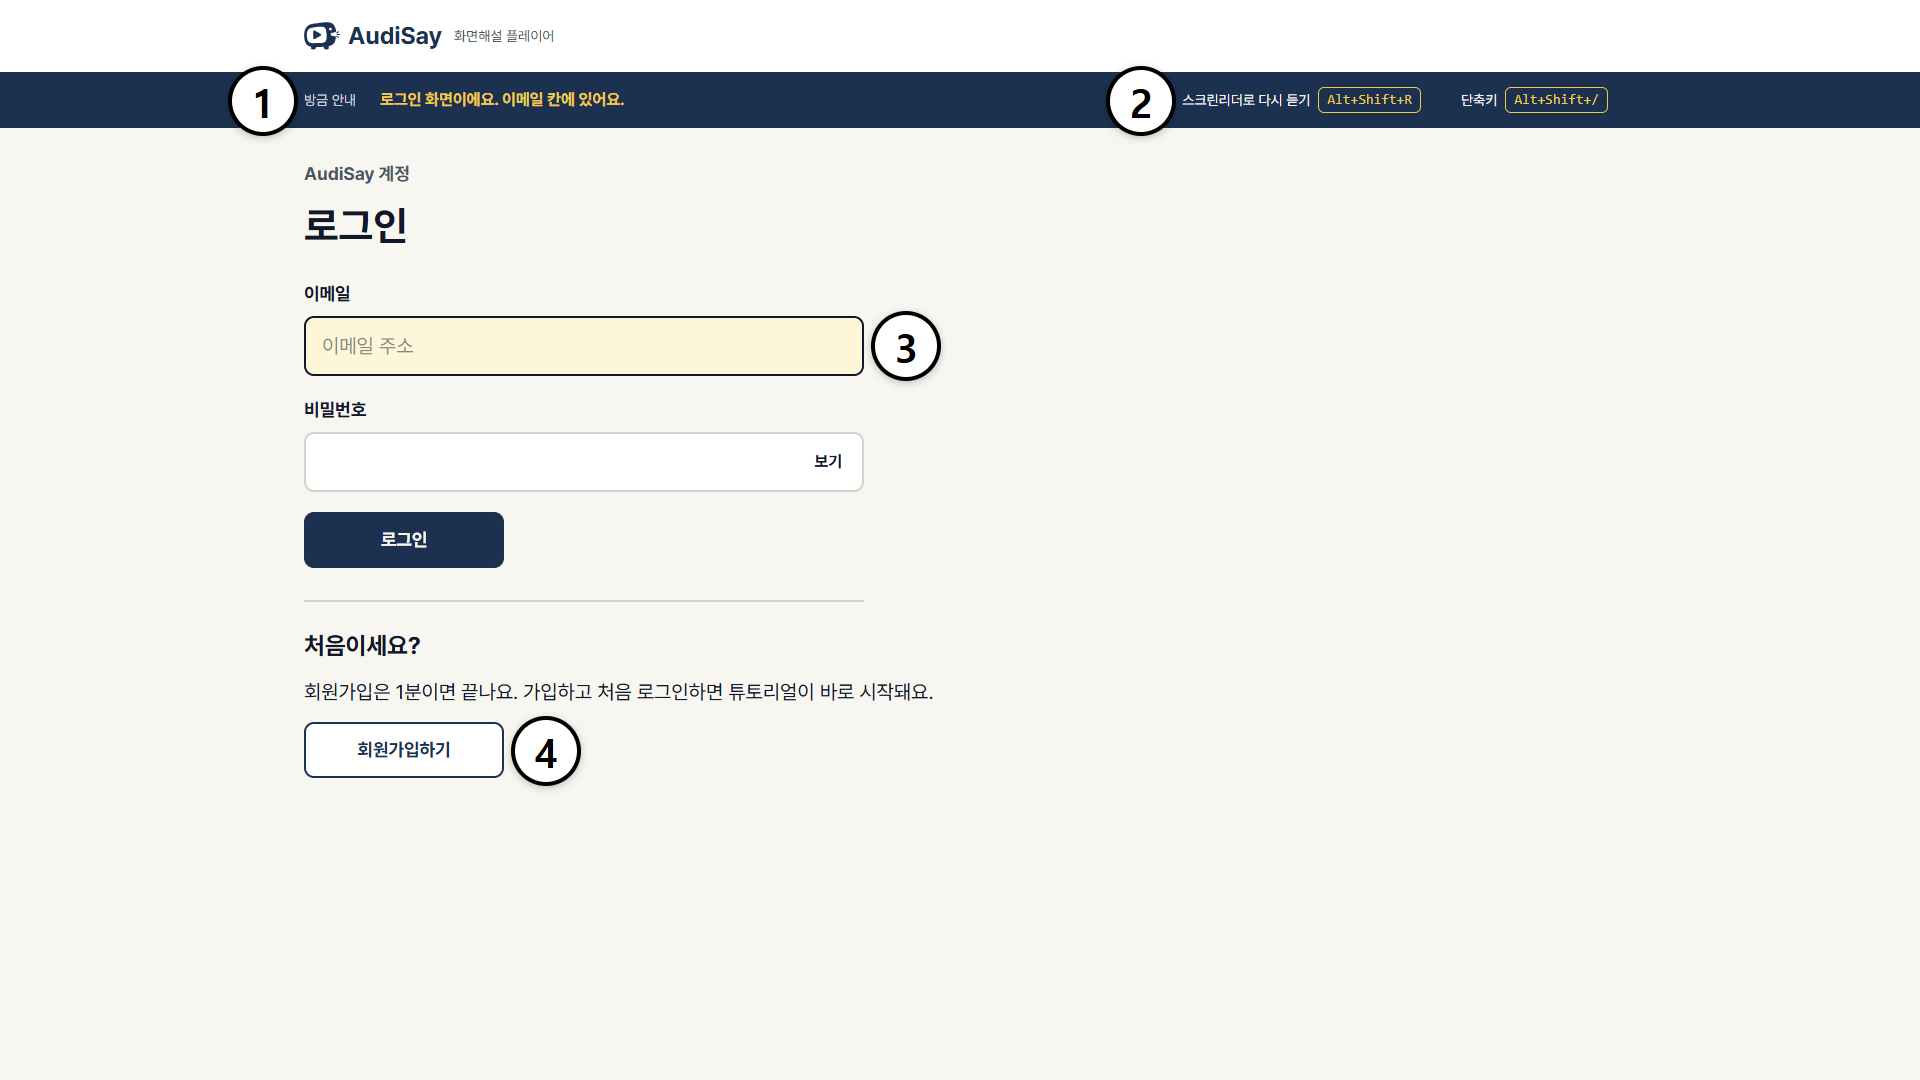 AudiSay 화면해설 플레이어
1 방금 안내 로그인 화면이에요. 이메일 칸에 있어요. 2 스크린리더로 다시 듣기 Alt+Shift+R 단축키 Alt+Shift+/
AudiSay 계정
로그인
이메일
이메일 주소 3
비밀번호
보기
로그인
처음이세요?
회원가입은 1분이면 끝나요. 가입하고 처음 로그인하면 튜토리얼이 바로 시작돼요.
회원가입하기 4